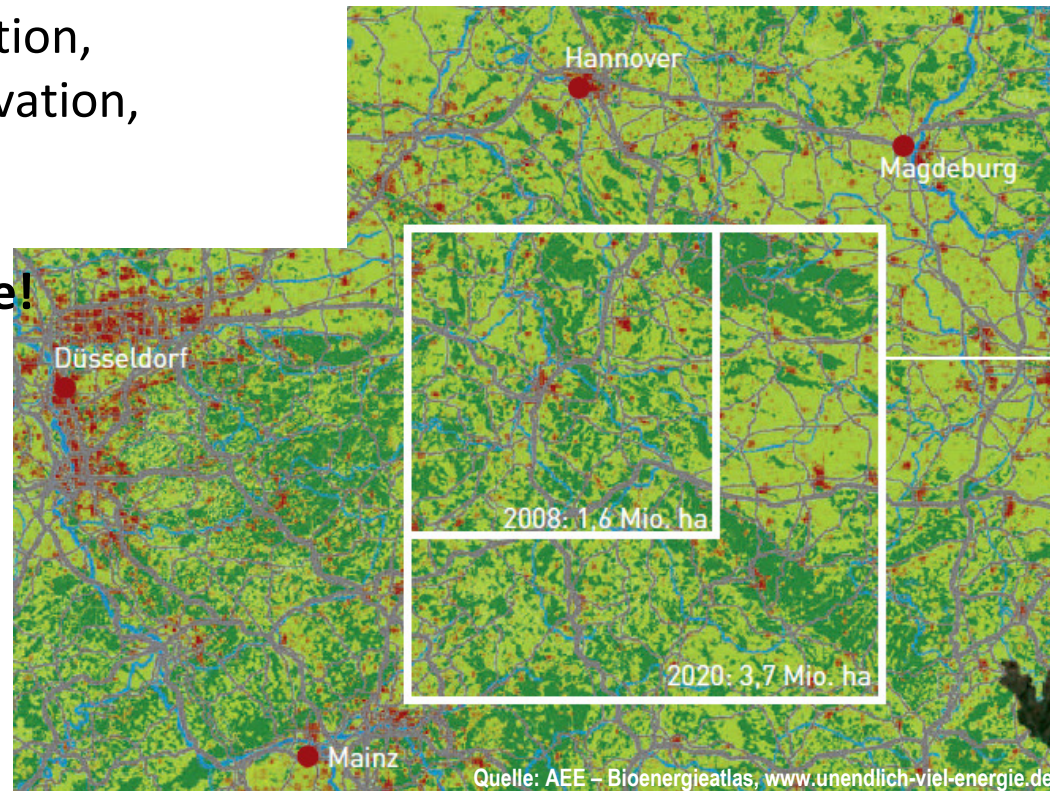 tion,
vation,
e!
Hannover
Magdeburg
Düsseldorf
2008: 1,6 Mio. ha
2020: 3,7 Mio. ha
Mainz
Quelle: AEE – Bioenergieatlas, www.unendlich-viel-energie.de